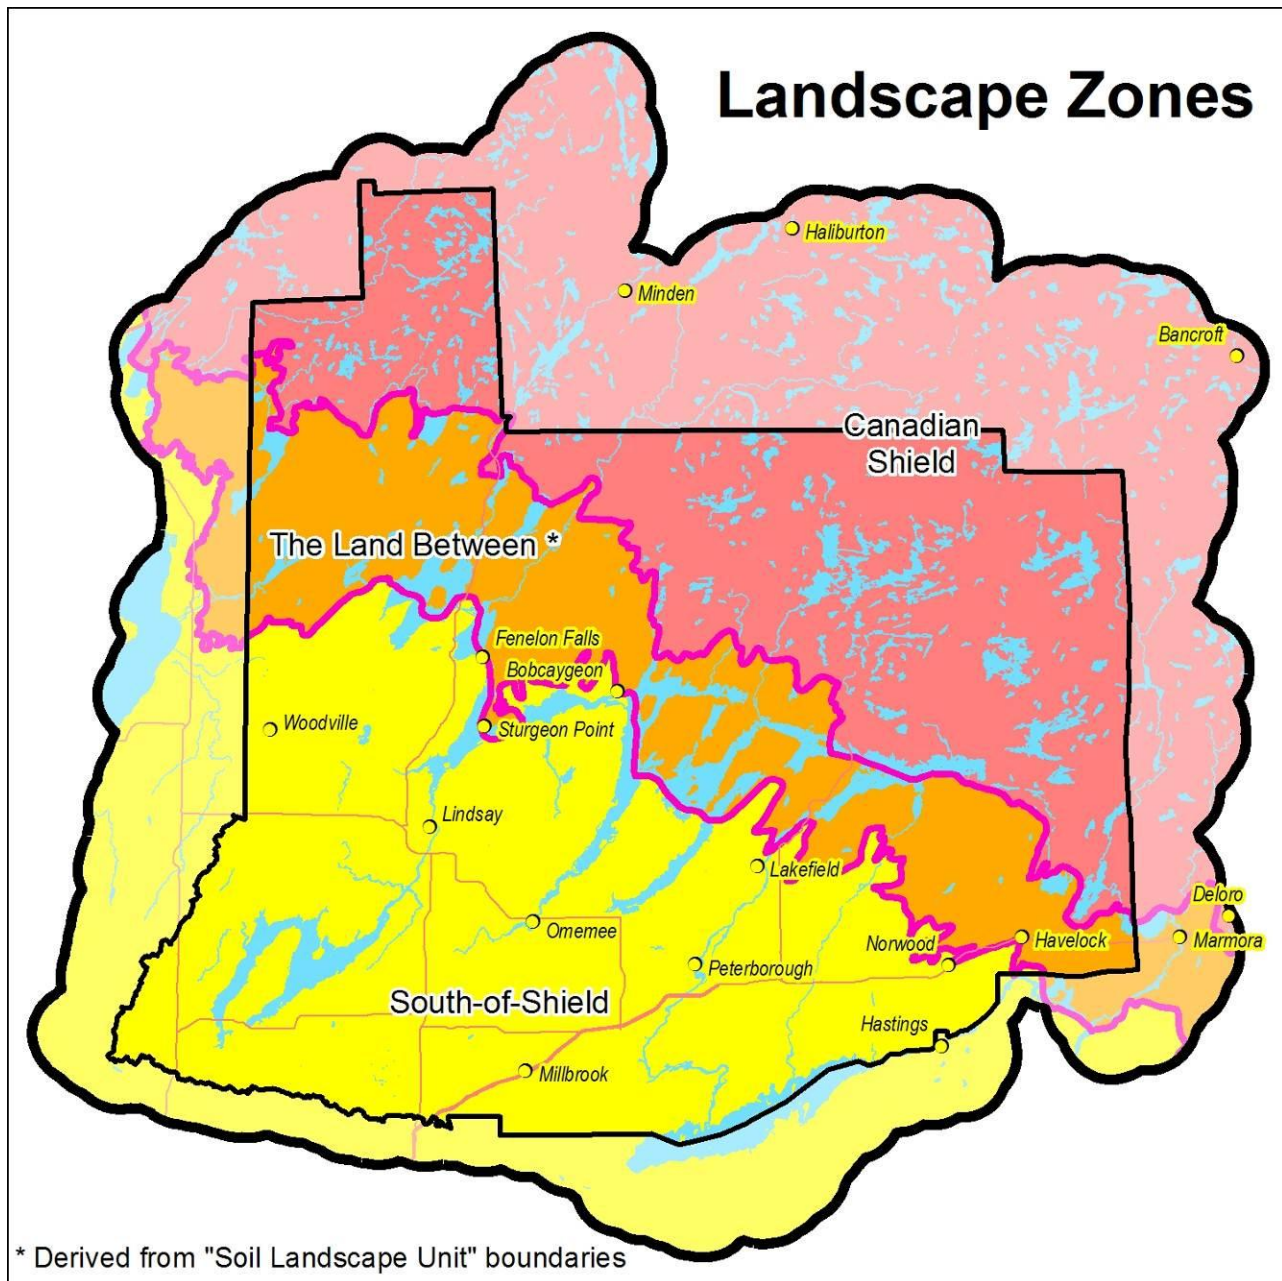 Landscape Zones
Haliburton
Minden
Bancroft
Canadian
Shield
The Land Between *
Fenelon Falls
Bobcaygeon
Woodville
Sturgeon Point
Lindsay
Lakefield
Deloro
Omemee
Norwood
Havelock
Marmora
Peterborough
South-of-Shield
Hastings
Millbrook
* Derived from "Soil Landscape Unit" boundaries